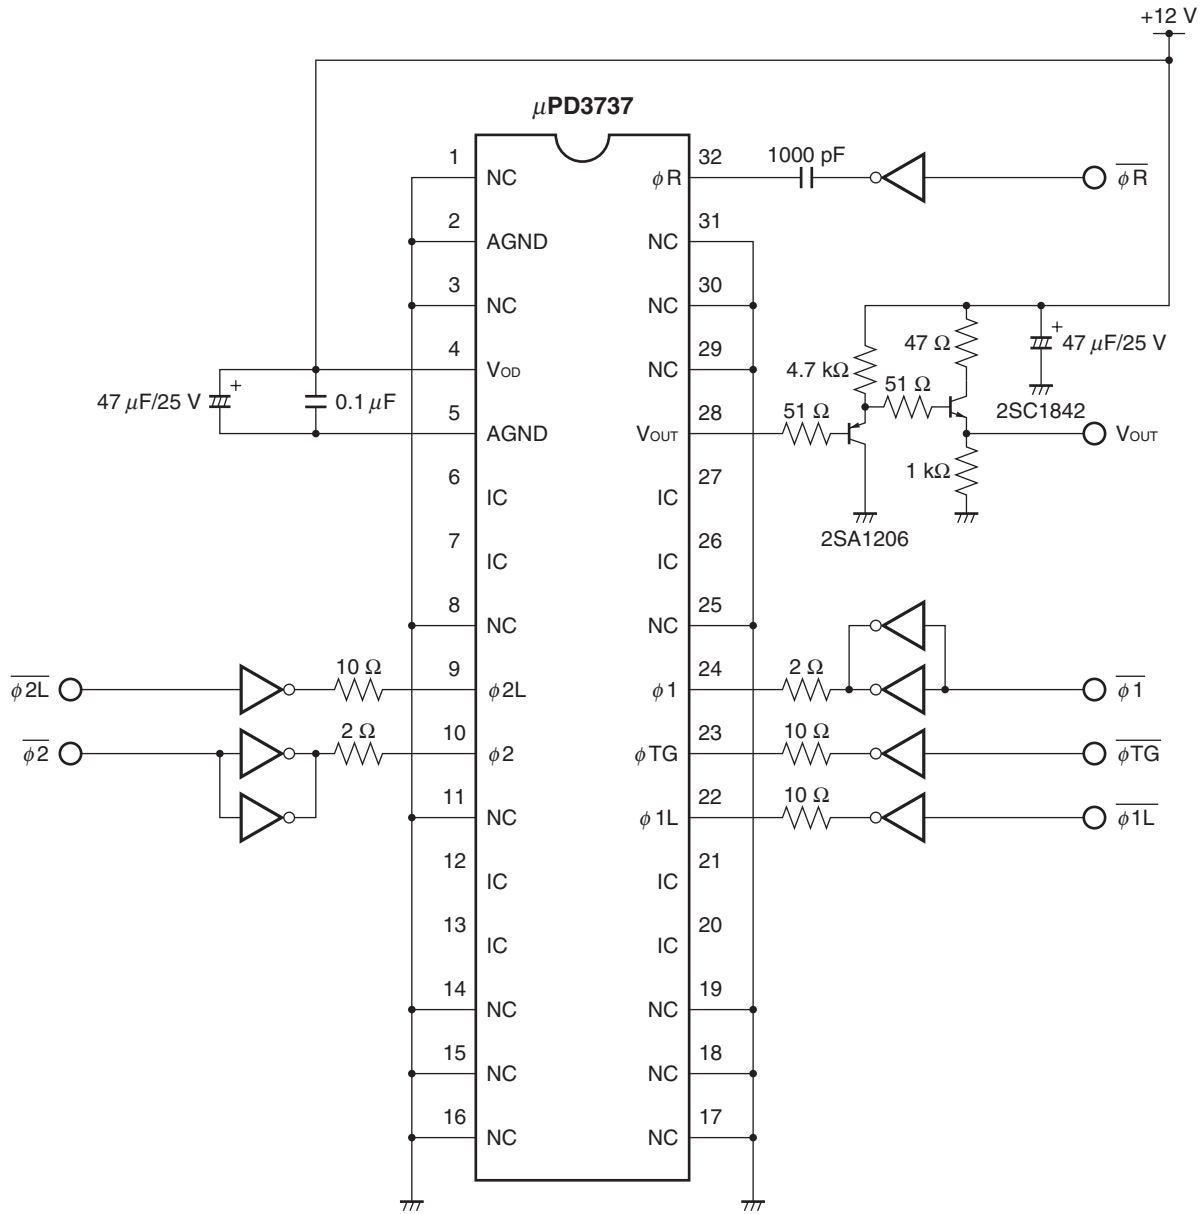 +12 V
μPD3737
1 NC
2 AGND
3 NC
4 VOD
5 AGND
6 IC
7 IC
8 NC
9 φ2L
10 φ2
11 NC
12 IC
13 IC
14 NC
15 NC
16 NC
32 φR
31 NC
30 NC
29 NC
28 VOUT
27 IC
26 IC
25 NC
24 φ1
23 φTG
22 φ1L
21 IC
20 IC
19 NC
18 NC
17 NC
47 μF/25 V
+
0.1 μF
φ2L̅
10 Ω
φ2̅
2 Ω
1000 pF
φR̅
4.7 kΩ
47 Ω
+
47 μF/25 V
51 Ω
51 Ω
2SC1842
VOUT
1 kΩ
2SA1206
2 Ω
φ1̅
10 Ω
φTG̅
10 Ω
φ1L̅